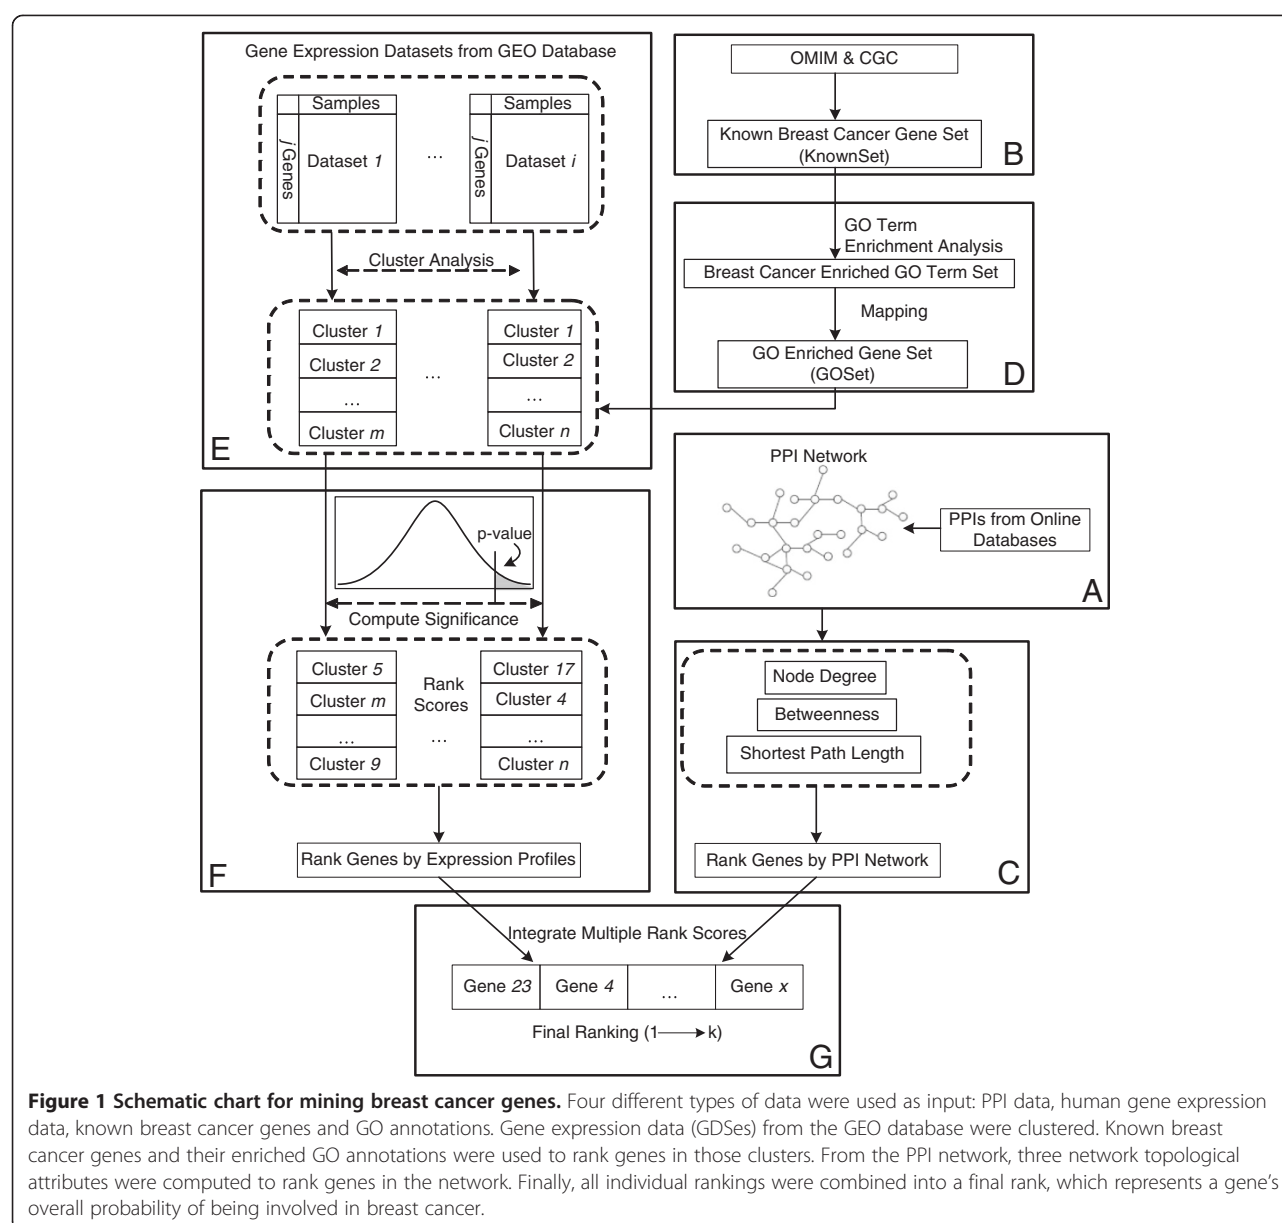 Gene Expression Datasets from GEO Database
Samples
j Genes
Dataset 1
...
Samples
j Genes
Dataset i
Cluster Analysis
Cluster 1
Cluster 2
...
Cluster m
...
Cluster 1
Cluster 2
...
Cluster n
E
OMIM & CGC
Known Breast Cancer Gene Set
(KnownSet)
B
GO Term
Enrichment Analysis
Breast Cancer Enriched GO Term Set
Mapping
GO Enriched Gene Set
(GOSet)
D
PPI Network
PPIs from Online
Databases
A
p-value
Compute Significance
Cluster 5
Cluster m
...
Cluster 9
Rank
Scores
...
Cluster 17
Cluster 4
...
Cluster n
Rank Genes by Expression Profiles
F
Node Degree
Betweenness
Shortest Path Length
Rank Genes by PPI Network
C
Integrate Multiple Rank Scores
Gene 23
Gene 4
...
Gene x
Final Ranking (1 → k)
G
Figure 1 Schematic chart for mining breast cancer genes. Four different types of data were used as input: PPI data, human gene expression
data, known breast cancer genes and GO annotations. Gene expression data (GDSes) from the GEO database were clustered. Known breast
cancer genes and their enriched GO annotations were used to rank genes in those clusters. From the PPI network, three network topological
attributes were computed to rank genes in the network. Finally, all individual rankings were combined into a final rank, which represents a gene's
overall probability of being involved in breast cancer.